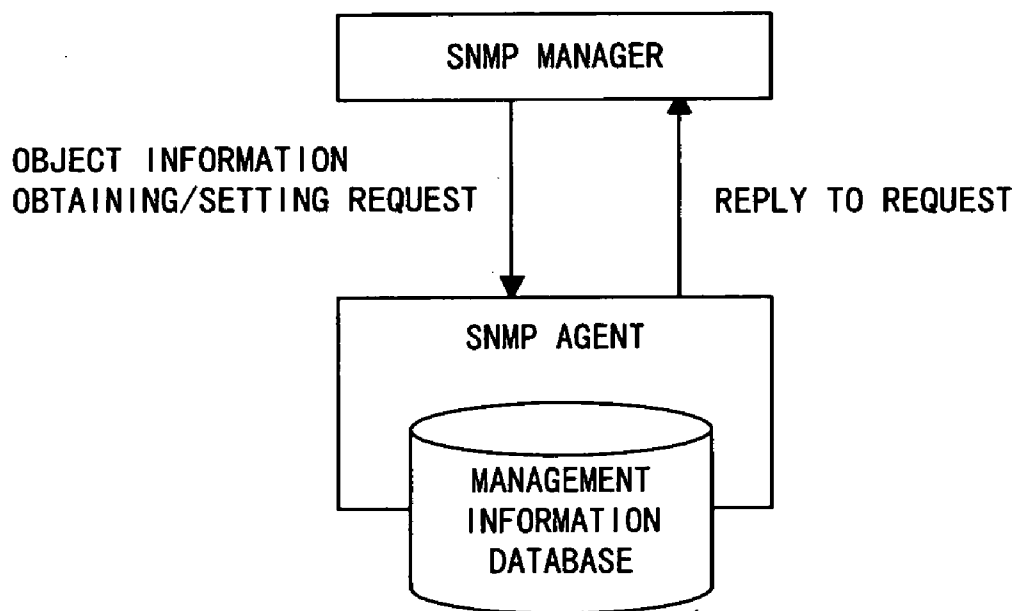 SNMP MANAGER
OBJECT INFORMATION
OBTAINING/SETTING REQUEST
REPLY TO REQUEST
SNMP AGENT
MANAGEMENT
INFORMATION
DATABASE